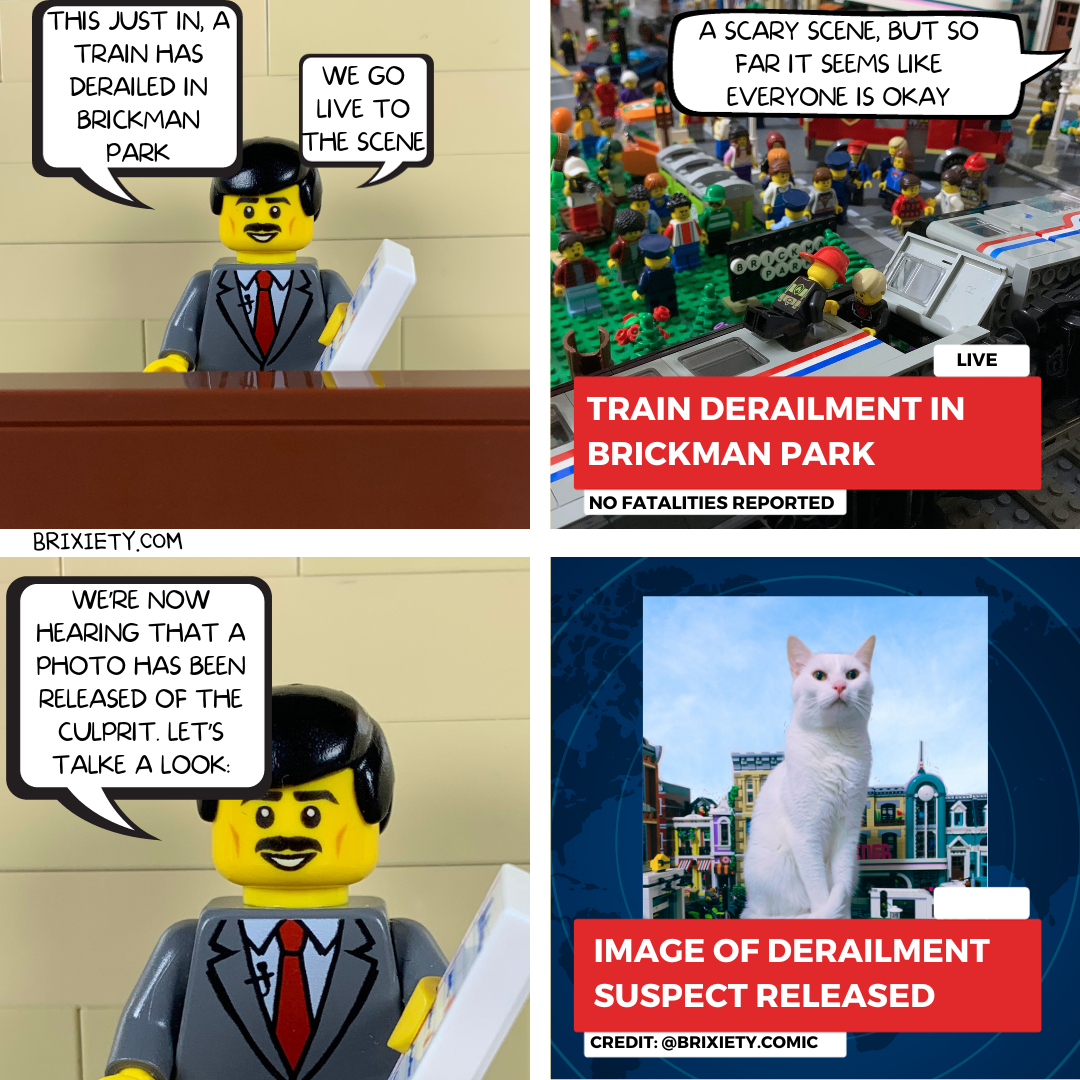 THIS JUST IN, A
TRAIN HAS
DERAILED IN
BRICKMAN
PARK
WE GO
LIVE TO
THE SCENE
A SCARY SCENE, BUT SO
FAR IT SEEMS LIKE
EVERYONE IS OKAY
BRICKMAN
PARK
LIVE
TRAIN DERAILMENT IN
BRICKMAN PARK
NO FATALITIES REPORTED
BRIXIETY.COM
WE'RE NOW
HEARING THAT A
PHOTO HAS BEEN
RELEASED OF THE
CULPRIT. LET'S
TALKE A LOOK:
IMAGE OF DERAILMENT
SUSPECT RELEASED
CREDIT: @BRIXIETY.COMIC